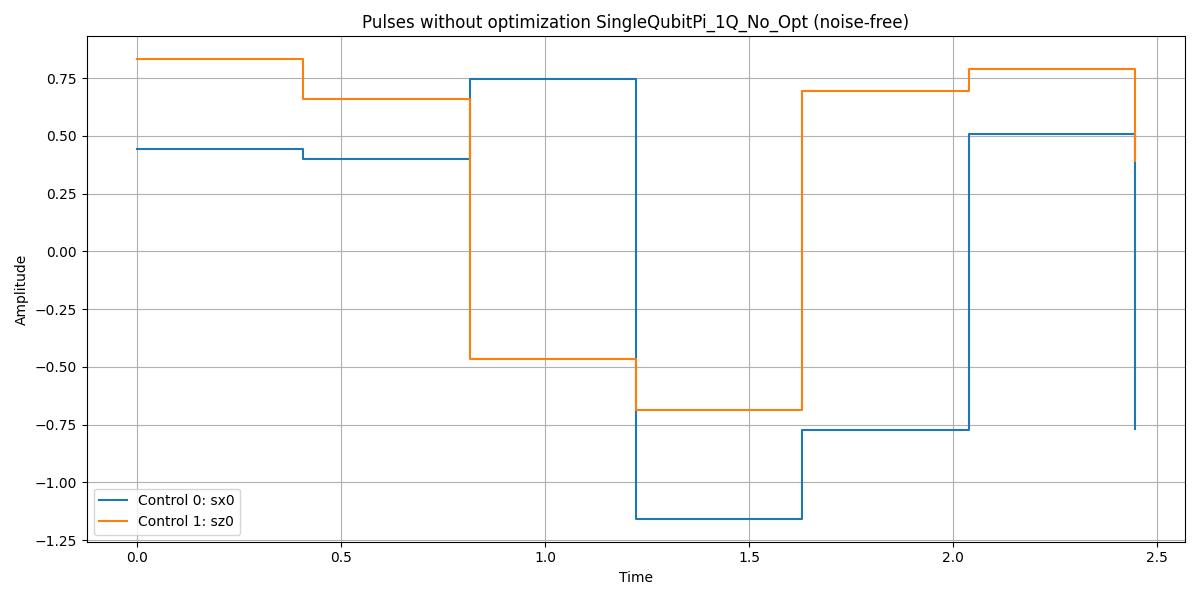 Pulses without optimization SingleQubitPi_1Q_No_Opt (noise-free)
Amplitude
0.75
0.50
0.25
0.00
−0.25
−0.50
−0.75
−1.00
−1.25
Control 0: sx0
Control 1: sz0
0.0 0.5 1.0 1.5 2.0 2.5
Time